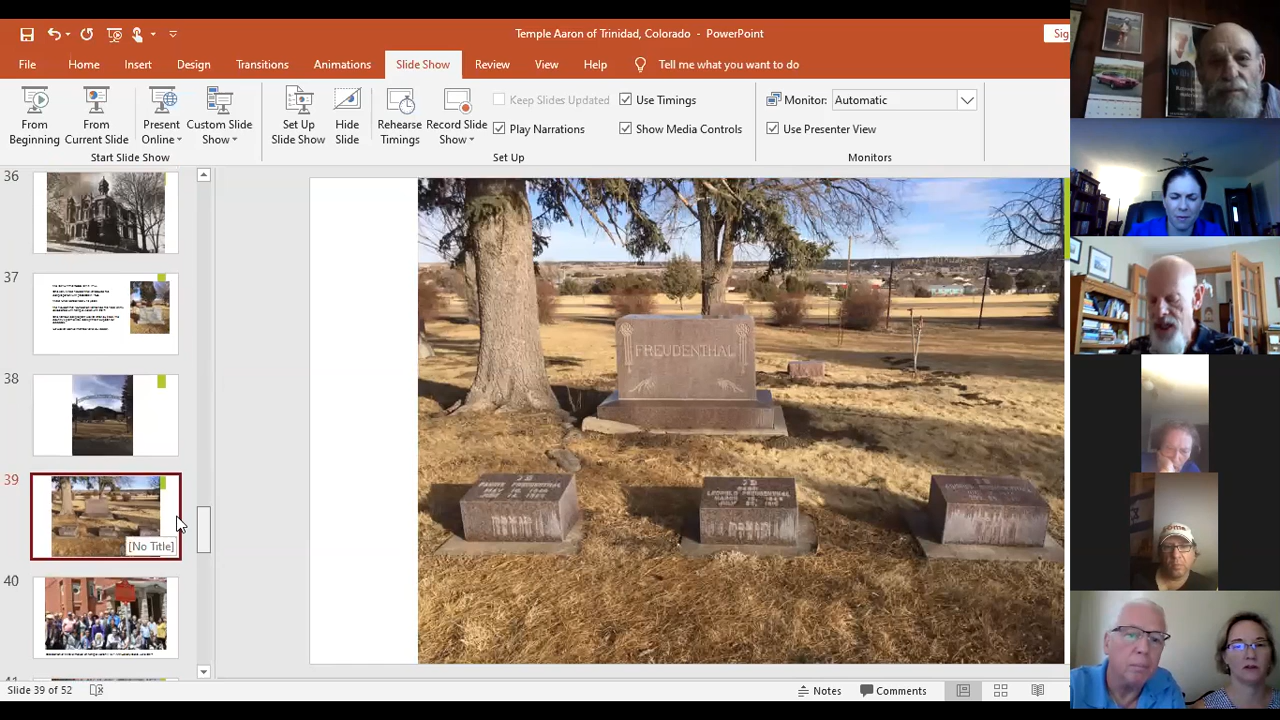 Temple Aaron of Trinidad, Colorado - PowerPoint
File Home Insert Design Transitions Animations Slide Show Review View Help Tell me what you want to do
Keep Slides Updated
Use Timings
Monitor: Automatic
From Beginning
From Current Slide
Present Online
Custom Slide Show
Set Up Slide Show
Hide Slide
Rehearse Timings
Record Slide Show
Play Narrations
Show Media Controls
Use Presenter View
Start Slide Show
Set Up
Monitors
36
37
38
39
[No Title]
40
FREUDENTHAL
LEOPOLD FREUDENTHAL
Slide 39 of 52
Notes
Comments